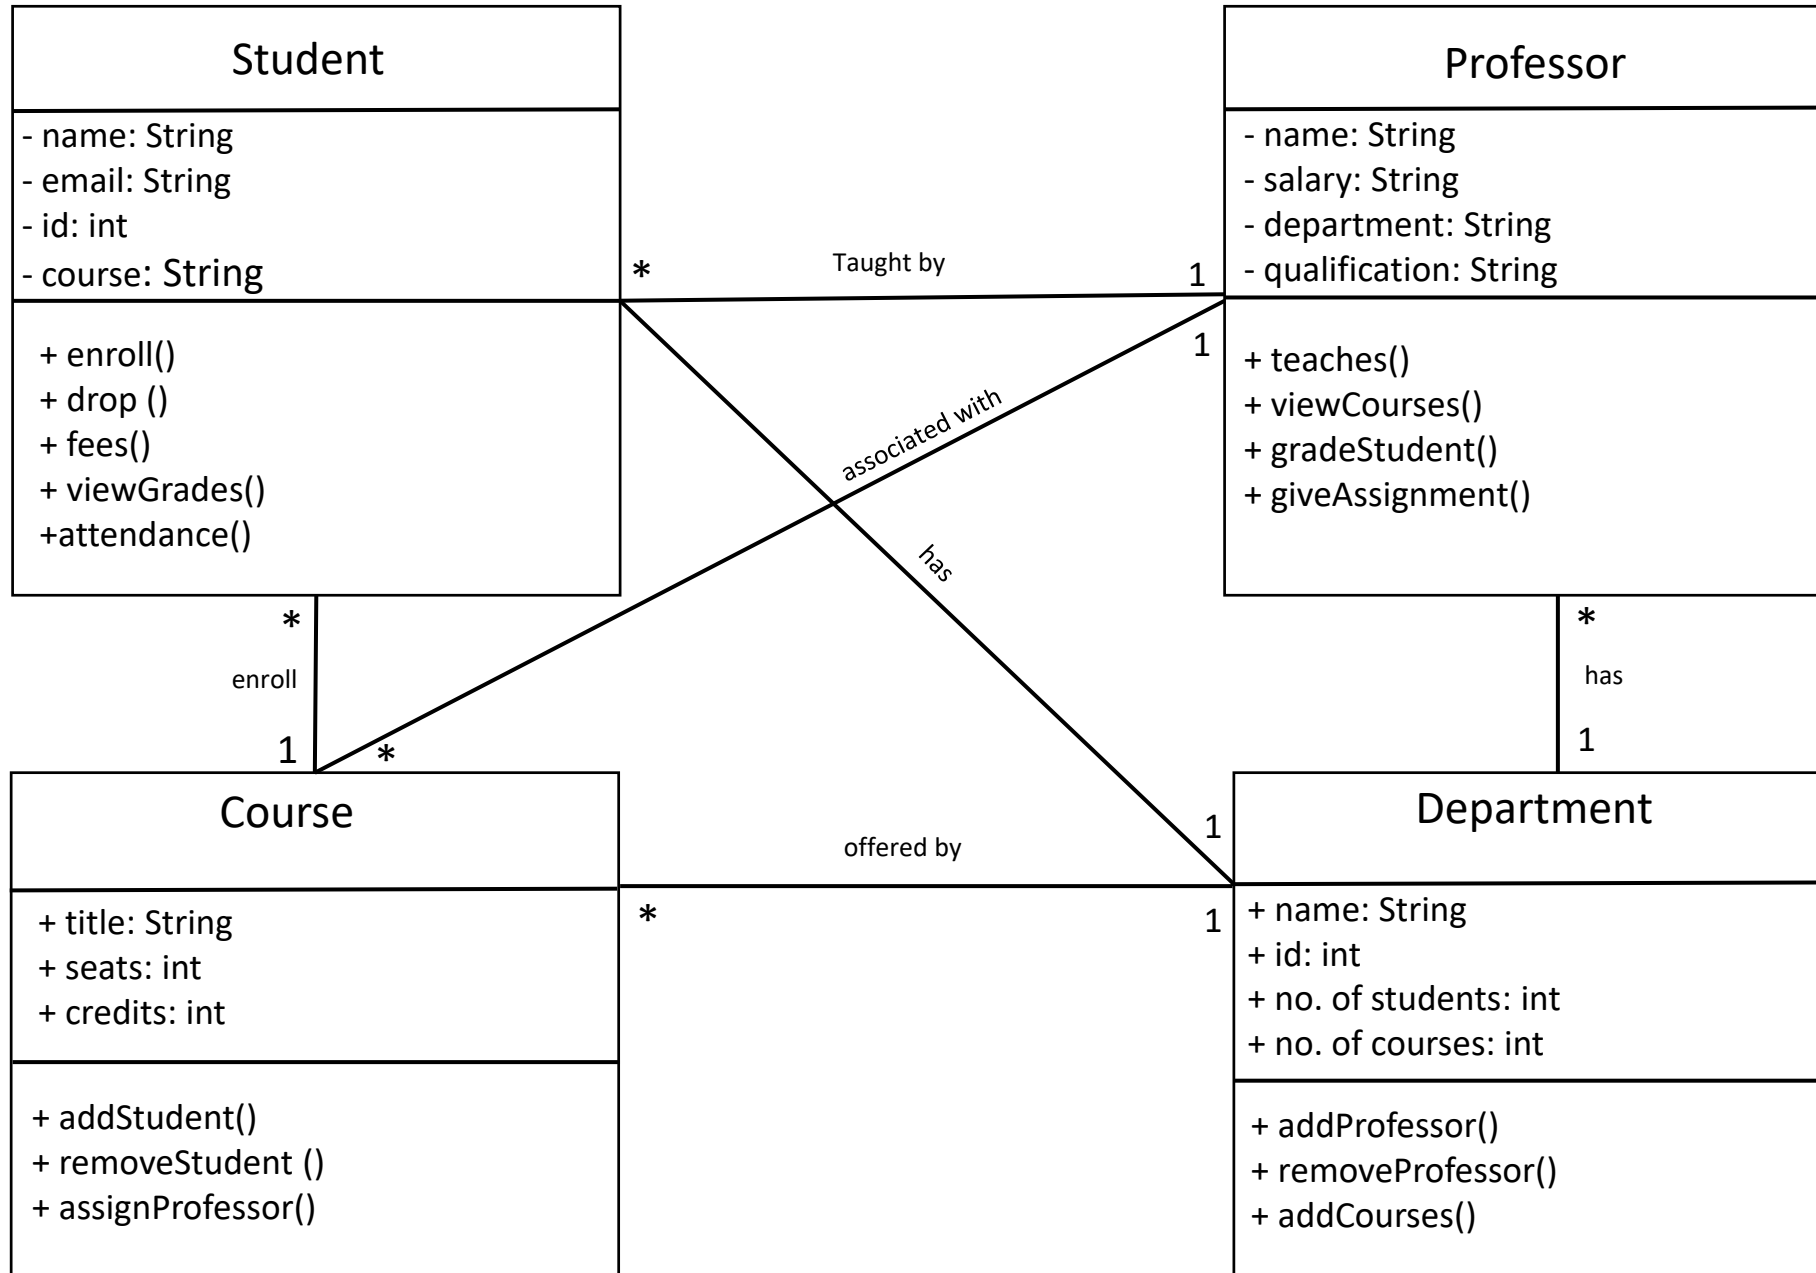 Student
- name: String
- email: String
- id: int
- course: String
+ enroll()
+ drop ()
+ fees()
+ viewGrades()
+attendance()
Professor
- name: String
- salary: String
- department: String
- qualification: String
+ teaches()
+ viewCourses()
+ gradeStudent()
+ giveAssignment()
*
Taught by
1
1
associated with
has
*
enroll
1
*
*
has
1
Course
+ title: String
+ seats: int
+ credits: int
+ addStudent()
+ removeStudent ()
+ assignProfessor()
1
offered by
*
1
Department
+ name: String
+ id: int
+ no. of students: int
+ no. of courses: int
+ addProfessor()
+ removeProfessor()
+ addCourses()